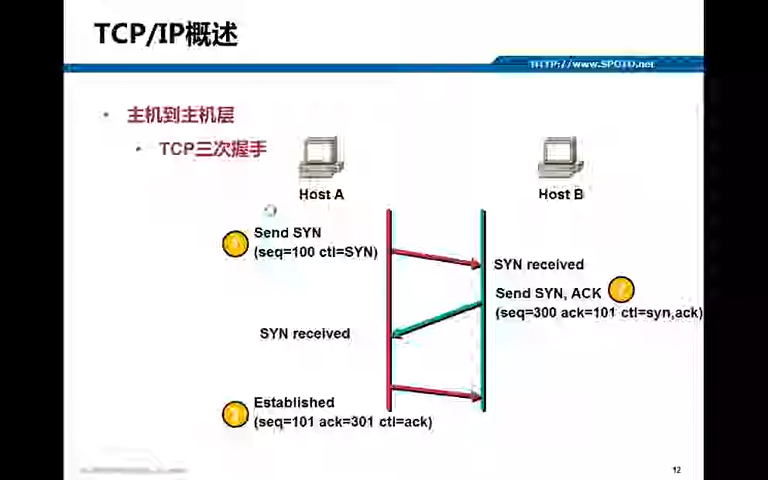 TCP/IP概述
HTTP://www.SPOTO.net
• 主机到主机层
• TCP三次握手
Host A
Host B
Send SYN
(seq=100 ctl=SYN)
SYN received
Send SYN, ACK
(seq=300 ack=101 ctl=syn,ack)
SYN received
Established
(seq=101 ack=301 ctl=ack)
12